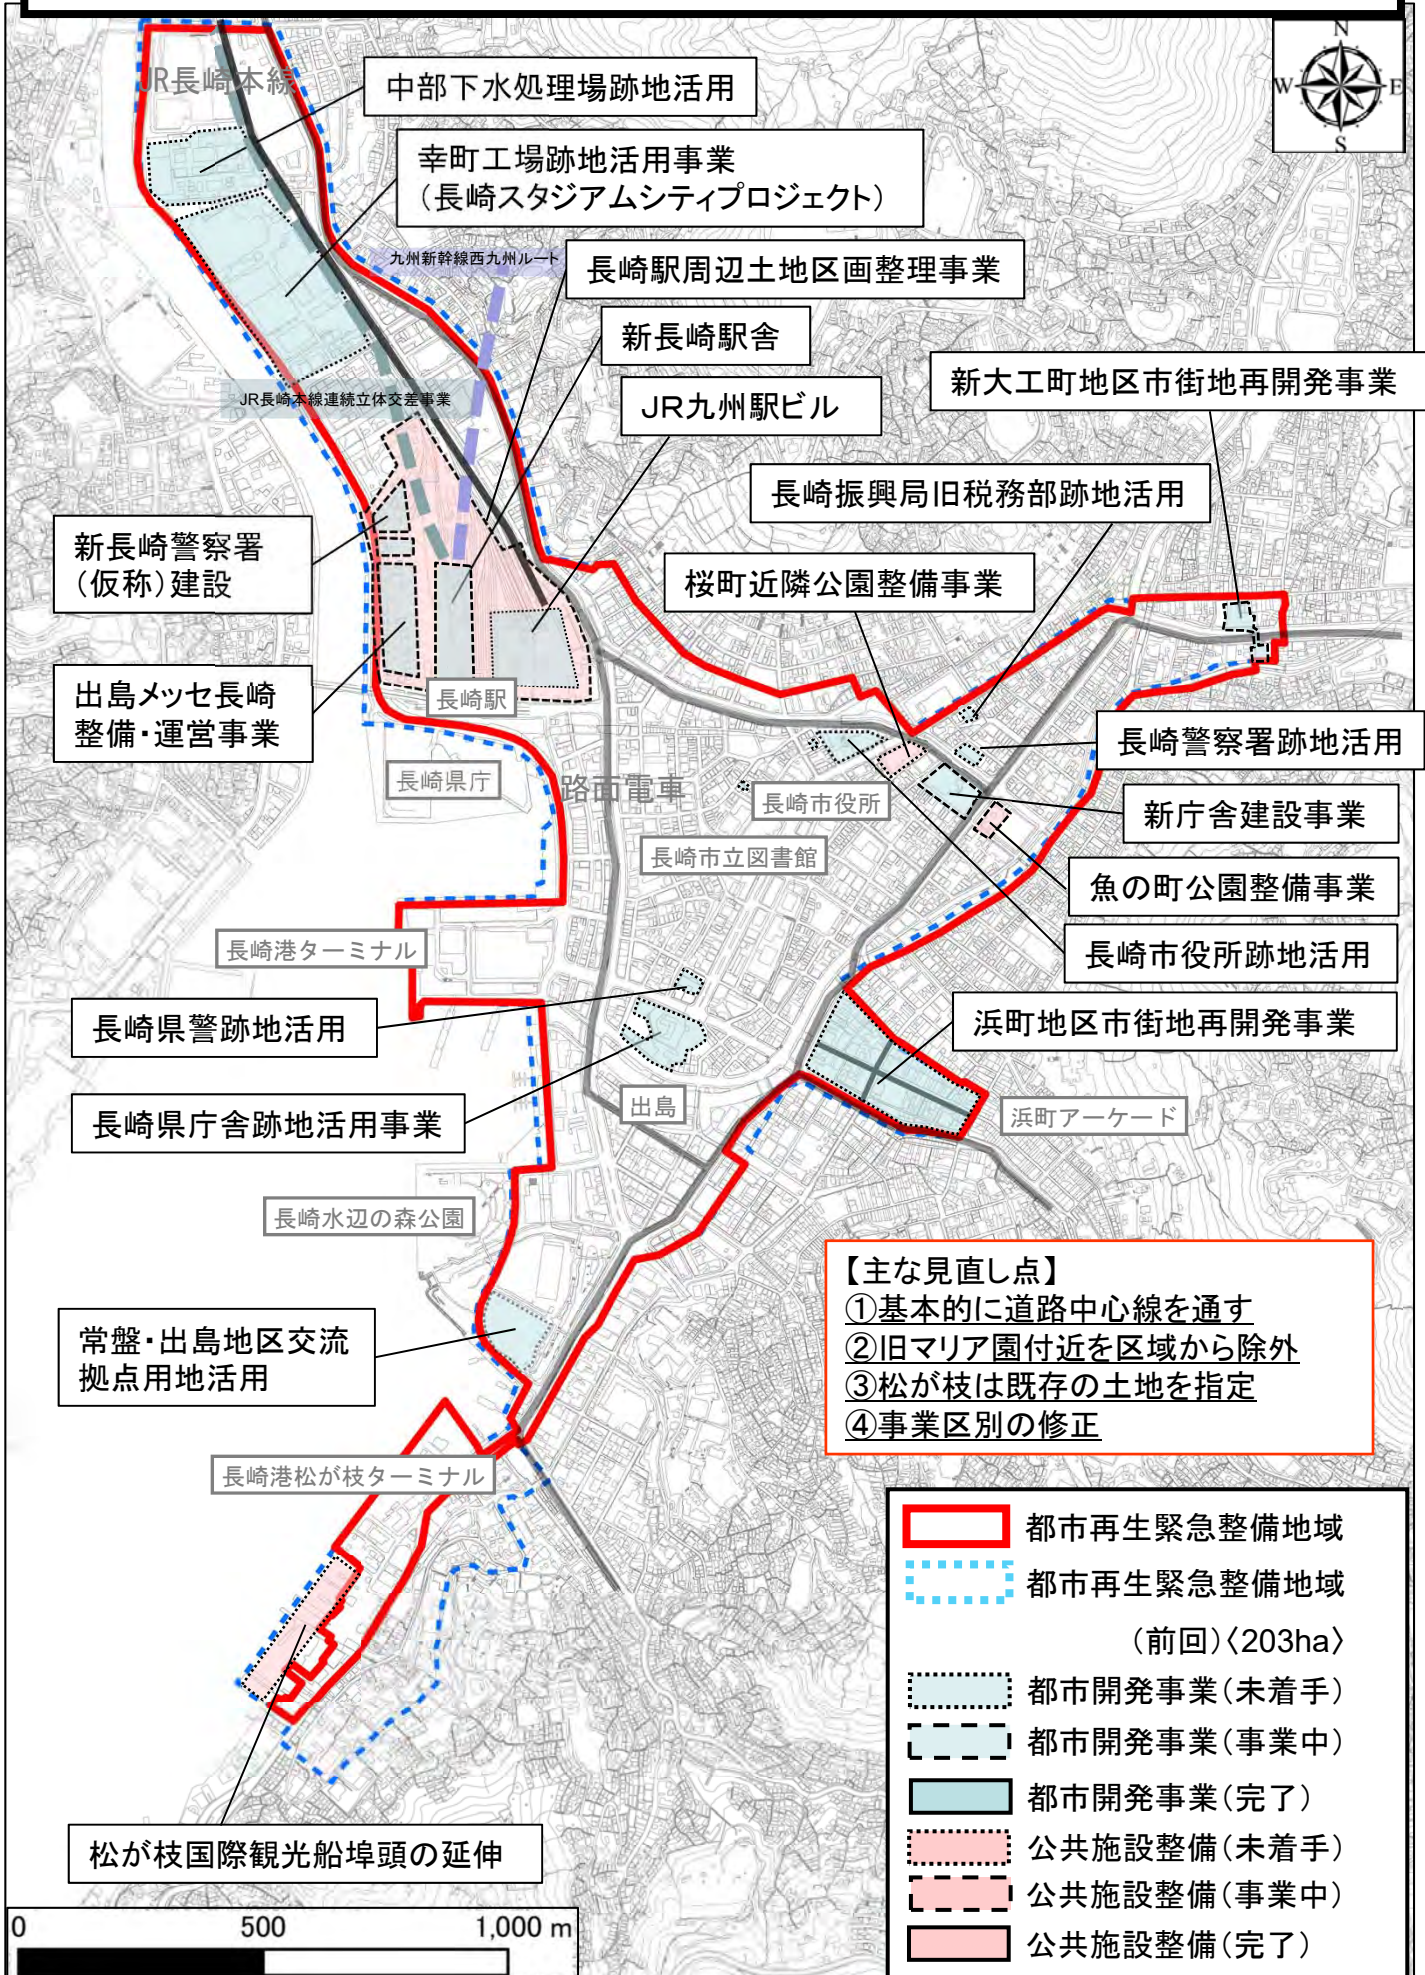 N
W
E
S
JR長崎本線
中部下水処理場跡地活用
幸町工場跡地活用事業
（長崎スタジアムシティプロジェクト）
九州新幹線西九州ルート
長崎駅周辺土地区画整理事業
新長崎駅舎
新大工町地区市街地再開発事業
JR長崎本線連続立体交差事業
JR九州駅ビル
長崎振興局旧税務部跡地活用
新長崎警察署
（仮称）建設
桜町近隣公園整備事業
出島メッセ長崎
整備・運営事業
長崎駅
長崎警察署跡地活用
長崎県庁
路面電車
長崎市役所
新庁舎建設事業
長崎市立図書館
魚の町公園整備事業
長崎港ターミナル
長崎市役所跡地活用
長崎県警跡地活用
浜町地区市街地再開発事業
長崎県庁舎跡地活用事業
出島
浜町アーケード
長崎水辺の森公園
常盤・出島地区交流
拠点用地活用
【主な見直し点】
①基本的に道路中心線を通す
②旧マリア園付近を区域から除外
③松が枝は既存の土地を指定
④事業区別の修正
長崎港松が枝ターミナル
都市再生緊急整備地域
都市再生緊急整備地域
（前回）〈203ha〉
都市開発事業（未着手）
都市開発事業（事業中）
都市開発事業（完了）
公共施設整備（未着手）
公共施設整備（事業中）
公共施設整備（完了）
松が枝国際観光船埠頭の延伸
0 500 1,000 m